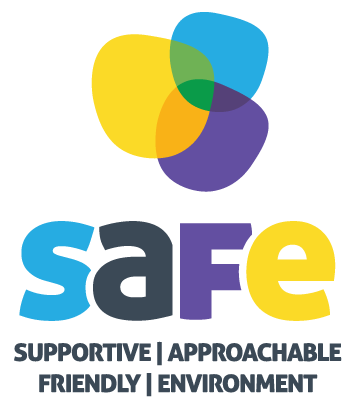 saFe
SUPPORTIVE | APPROACHABLE
FRIENDLY | ENVIRONMENT